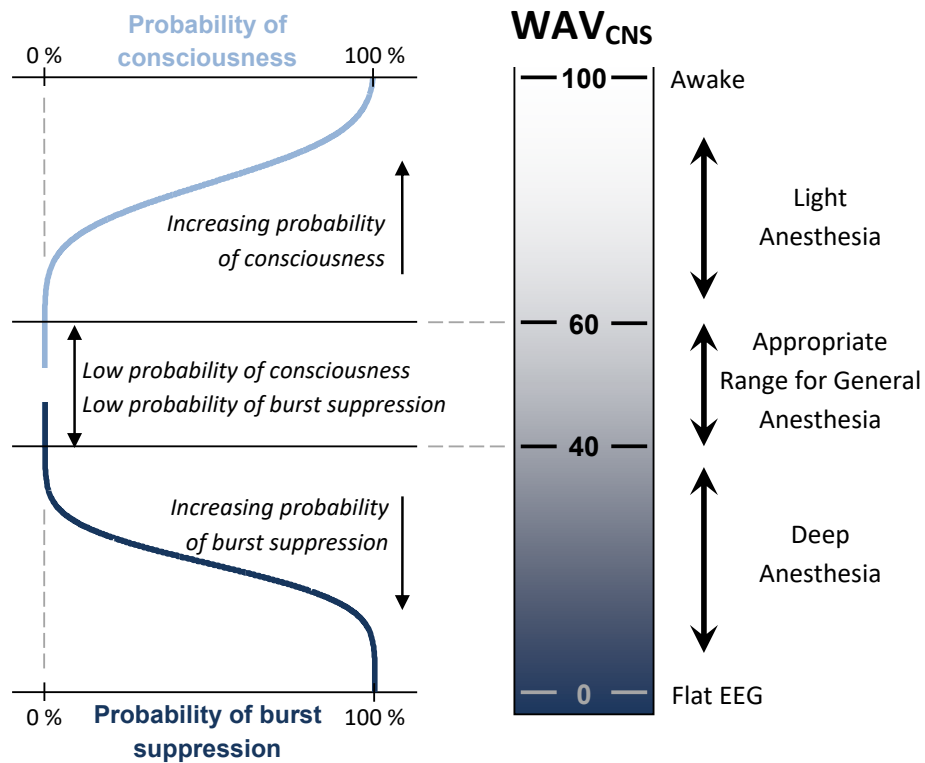 Probability of
consciousness
0 %
100 %
Increasing probability
of consciousness
Low probability of consciousness
Low probability of burst suppression
Increasing probability
of burst suppression
0 %
100 %
Probability of burst
suppression
WAVCNS
100
60
40
0
Awake
Light
Anesthesia
Appropriate
Range for General
Anesthesia
Deep
Anesthesia
Flat EEG